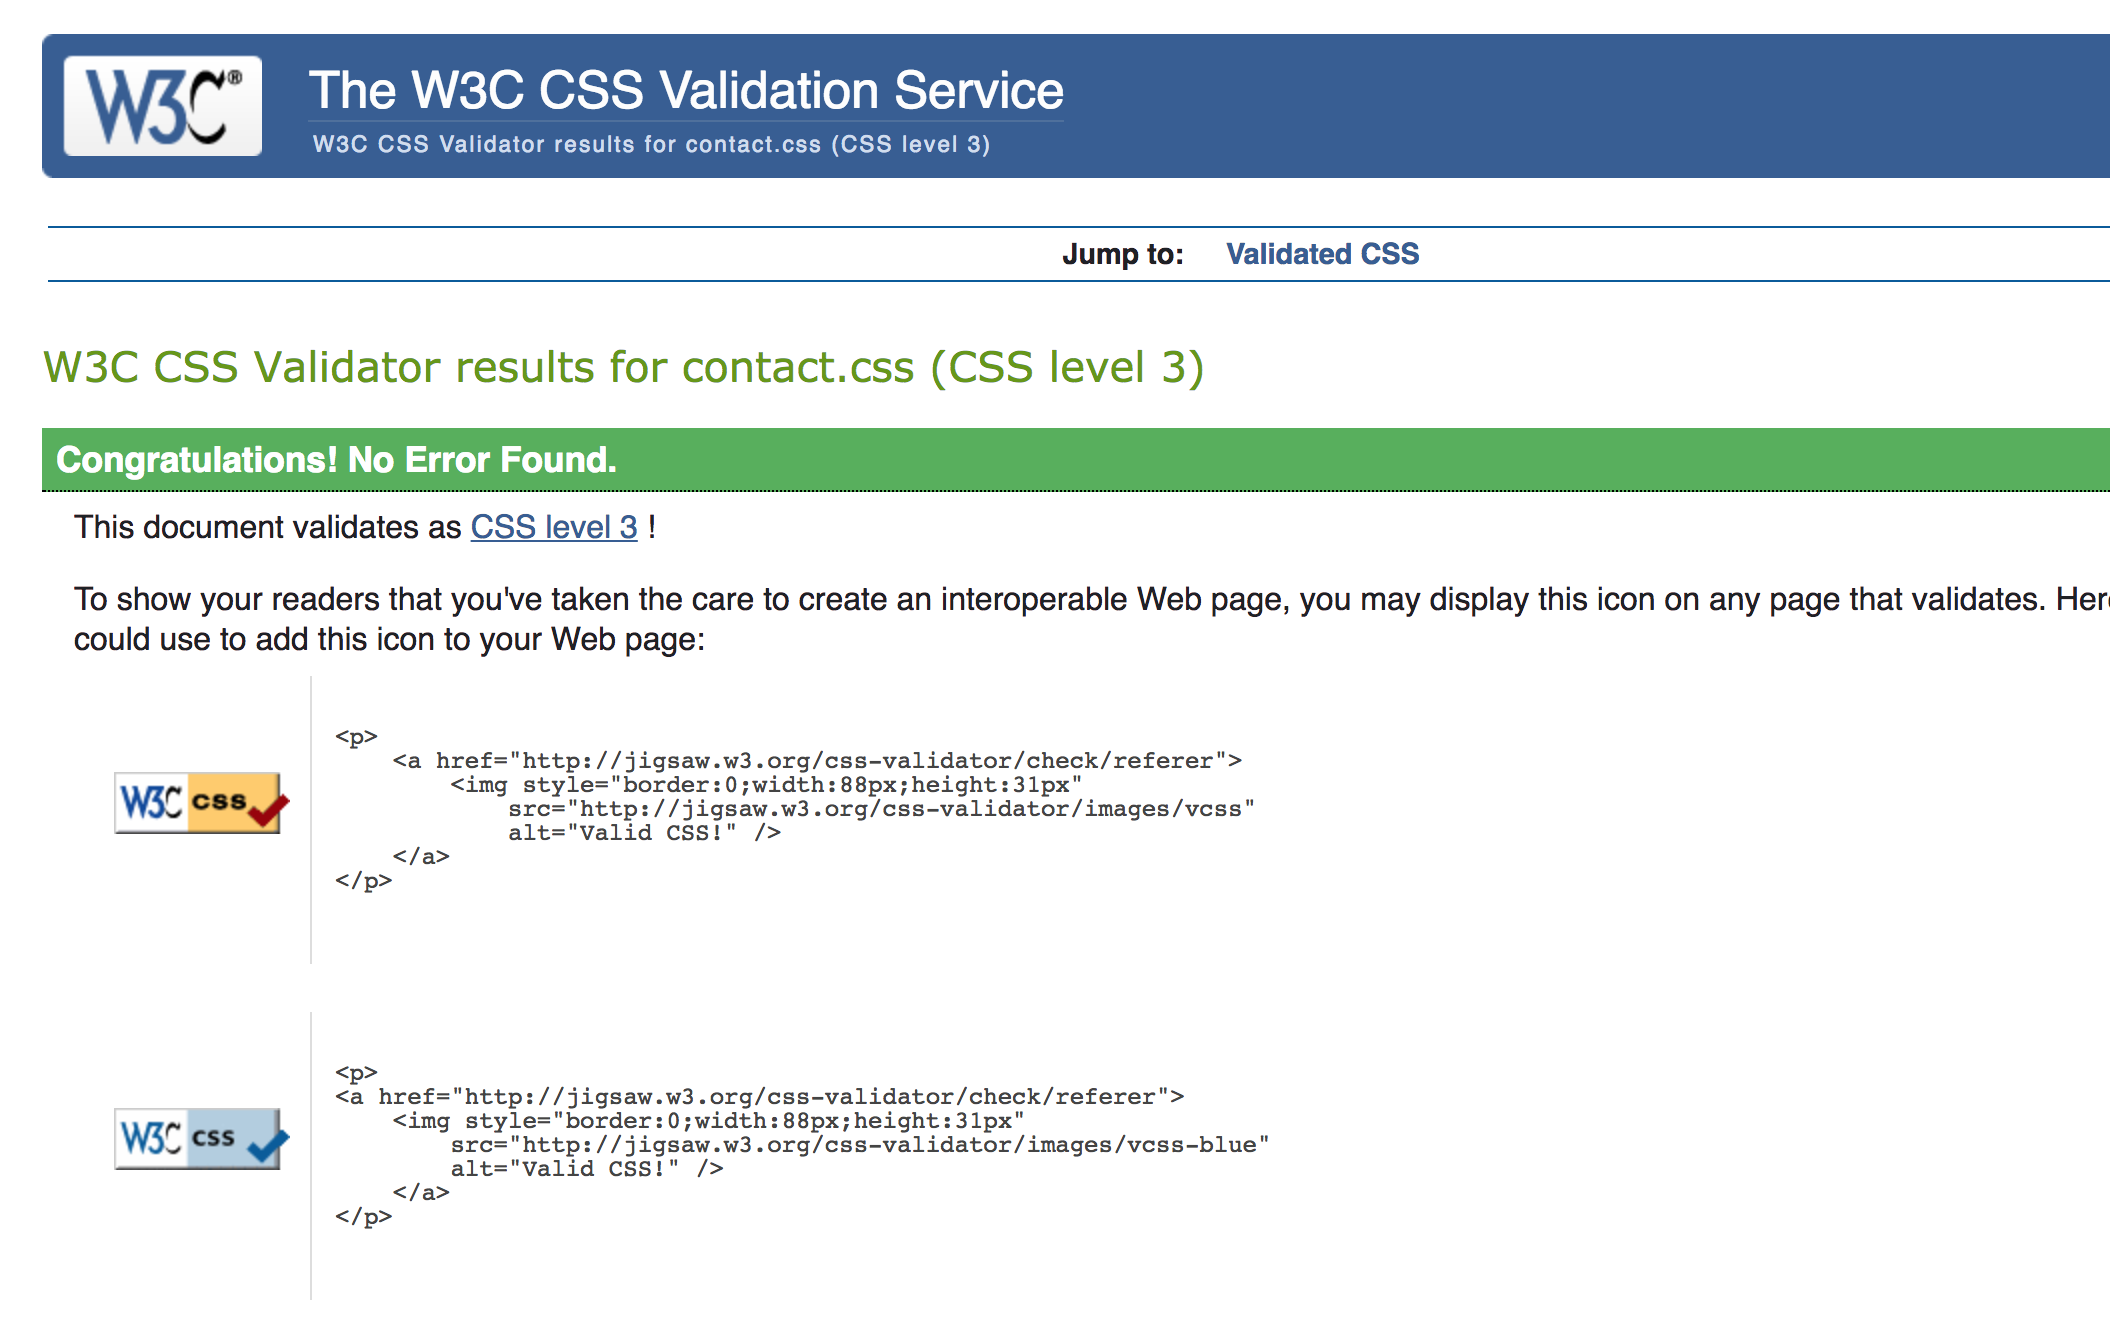 W3C®
The W3C CSS Validation Service
W3C CSS Validator results for contact.css (CSS level 3)
Jump to: Validated CSS
W3C CSS Validator results for contact.css (CSS level 3)
Congratulations! No Error Found.
This document validates as CSS level 3 !
To show your readers that you've taken the care to create an interoperable Web page, you may display this icon on any page that validates.
could use to add this icon to your Web page:
W3C css
<p>
    <a href="http://jigsaw.w3.org/css-validator/check/referer">
        <img style="border:0;width:88px;height:31px"
            src="http://jigsaw.w3.org/css-validator/images/vcss"
            alt="Valid CSS!" />
    </a>
</p>
W3C css
<p>
<a href="http://jigsaw.w3.org/css-validator/check/referer">
    <img style="border:0;width:88px;height:31px"
        src="http://jigsaw.w3.org/css-validator/images/vcss-blue"
        alt="Valid CSS!" />
    </a>
</p>